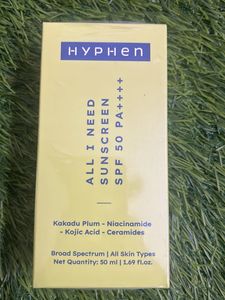 HYPHEN
ALL I NEED
SUNSCREEN
SPF 50 PA++++
Kakadu Plum - Niacinamide
- Kojic Acid - Ceramides
Broad Spectrum | All Skin Types
Net Quantity: 50 ml | 1.69 fl.oz.